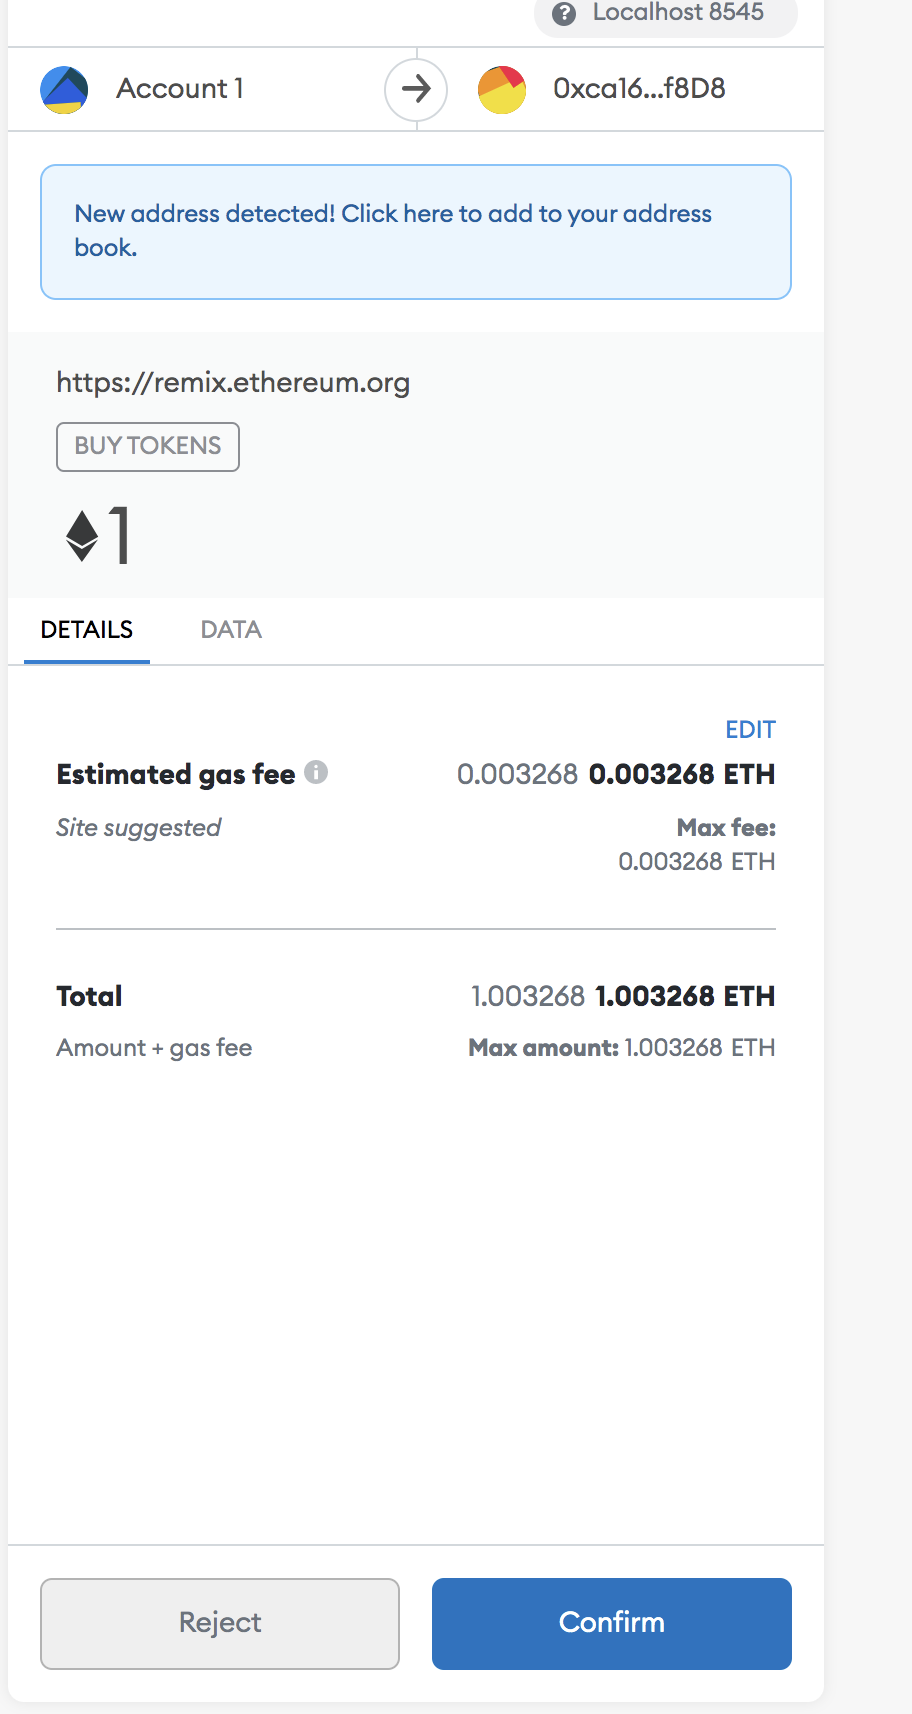 Localhost 8545
Account 1
0xca16...f8D8
New address detected! Click here to add to your address
book.
https://remix.ethereum.org
BUY TOKENS
1
DETAILS DATA
EDIT
Estimated gas fee 0.003268 0.003268 ETH
Site suggested Max fee:
0.003268 ETH
Total 1.003268 1.003268 ETH
Amount + gas fee Max amount: 1.003268 ETH
Reject Confirm